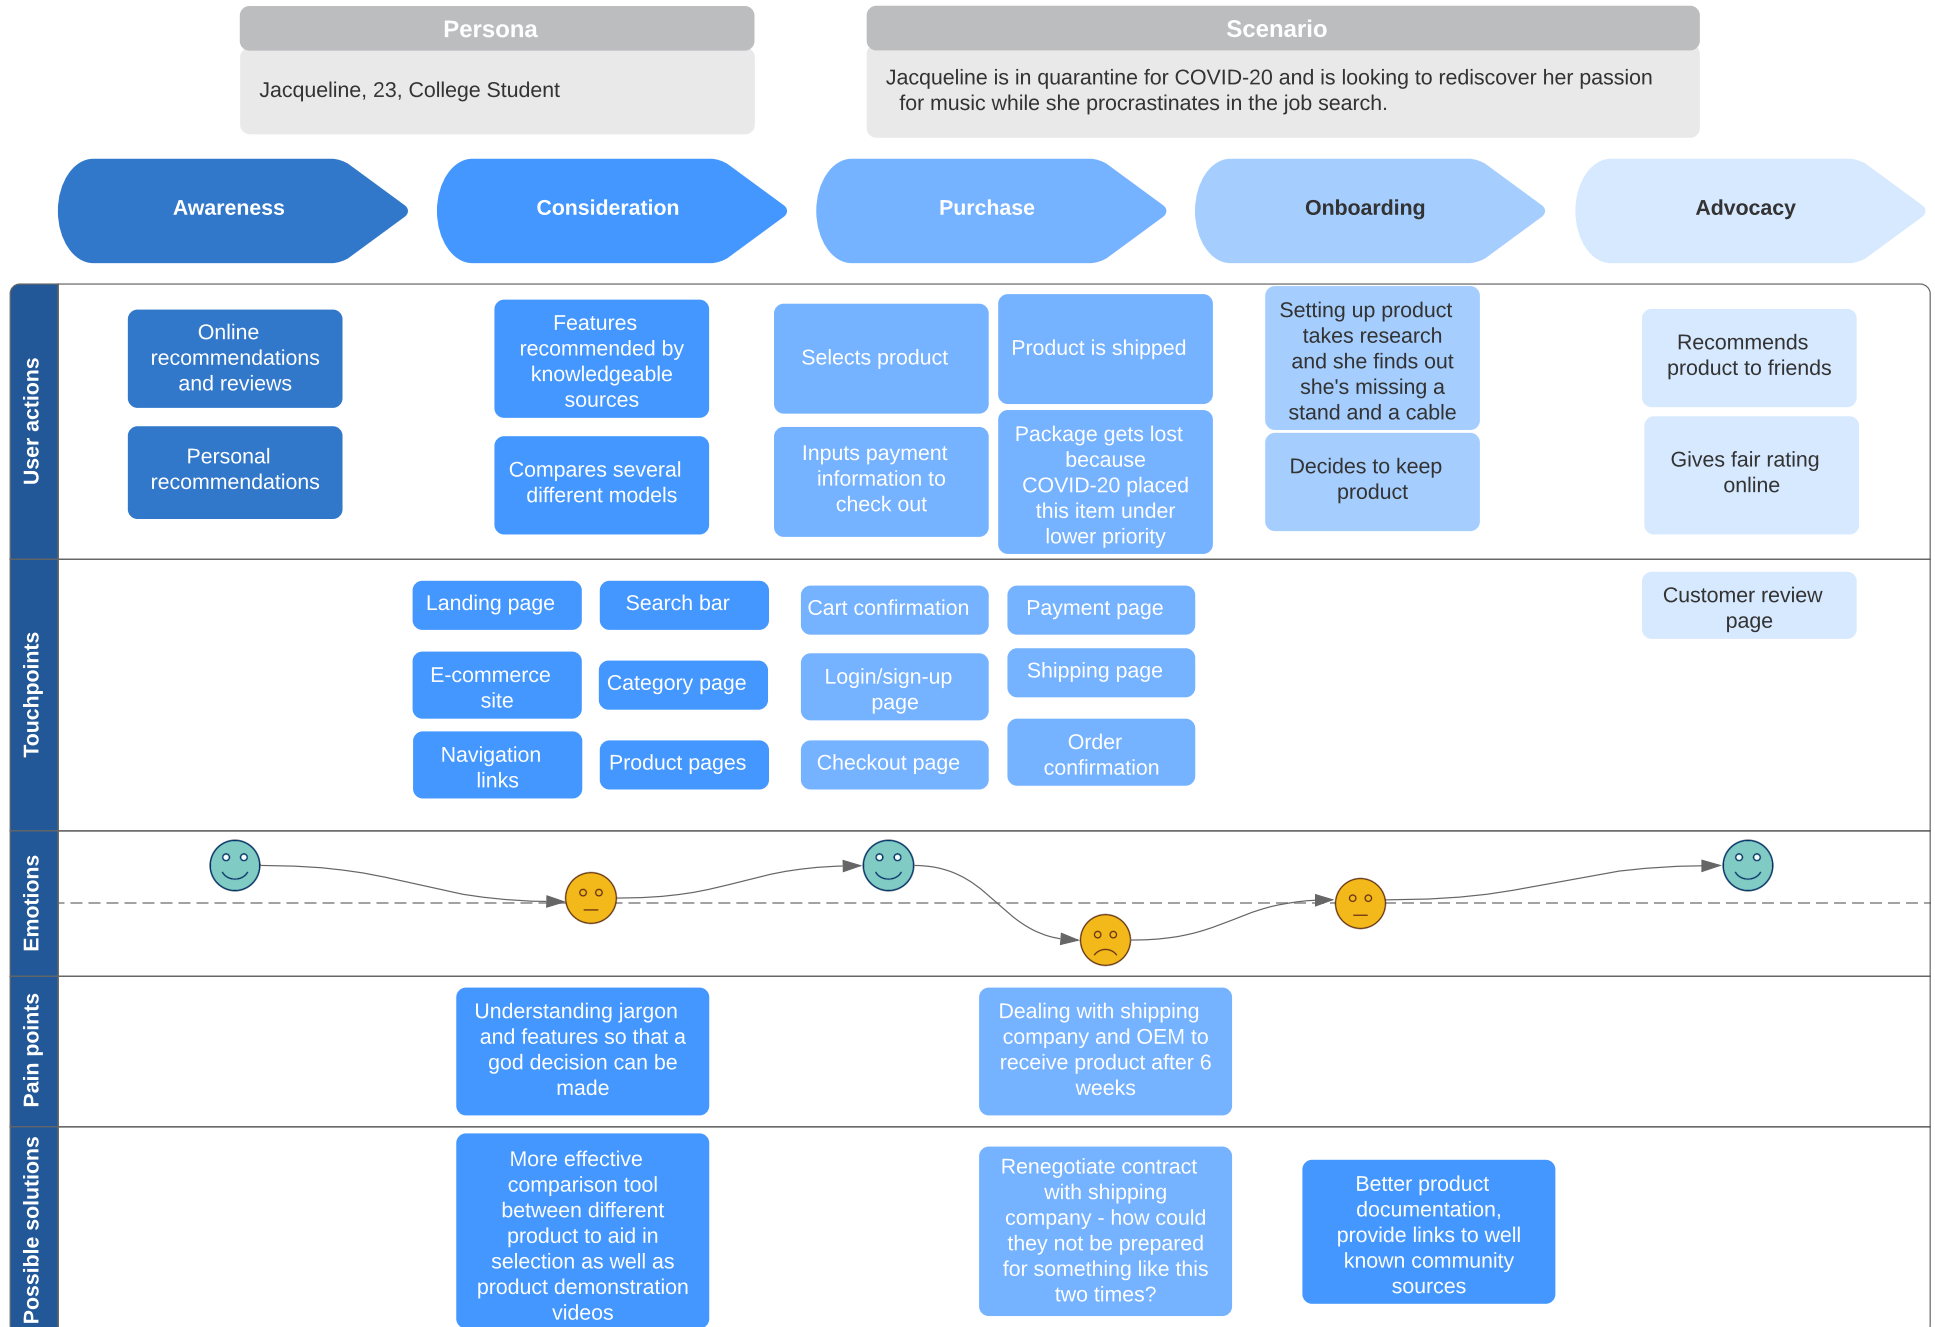 Persona
Jacqueline, 23, College Student
Scenario
Jacqueline is in quarantine for COVID-20 and is looking to rediscover her passion
for music while she procrastinates in the job search.
Awareness
Consideration
Purchase
Onboarding
Advocacy
User actions
Online
recommendations
and reviews
Personal
recommendations
Features
recommended by
knowledgeable
sources
Compares several
different models
Selects product
Inputs payment
information to
check out
Product is shipped
Package gets lost
because
COVID-20 placed
this item under
lower priority
Setting up product
takes research
and she finds out
she's missing a
stand and a cable
Decides to keep
product
Recommends
product to friends
Gives fair rating
online
Touchpoints
Landing page
Search bar
E-commerce
site
Category page
Navigation
links
Product pages
Cart confirmation
Payment page
Login/sign-up
page
Shipping page
Checkout page
Order
confirmation
Customer review
page
Emotions
Pain points
Understanding jargon
and features so that a
god decision can be
made
Dealing with shipping
company and OEM to
receive product after 6
weeks
Possible solutions
More effective
comparison tool
between different
product to aid in
selection as well as
product demonstration
videos
Renegotiate contract
with shipping
company - how could
they not be prepared
for something like this
two times?
Better product
documentation,
provide links to well
known community
sources